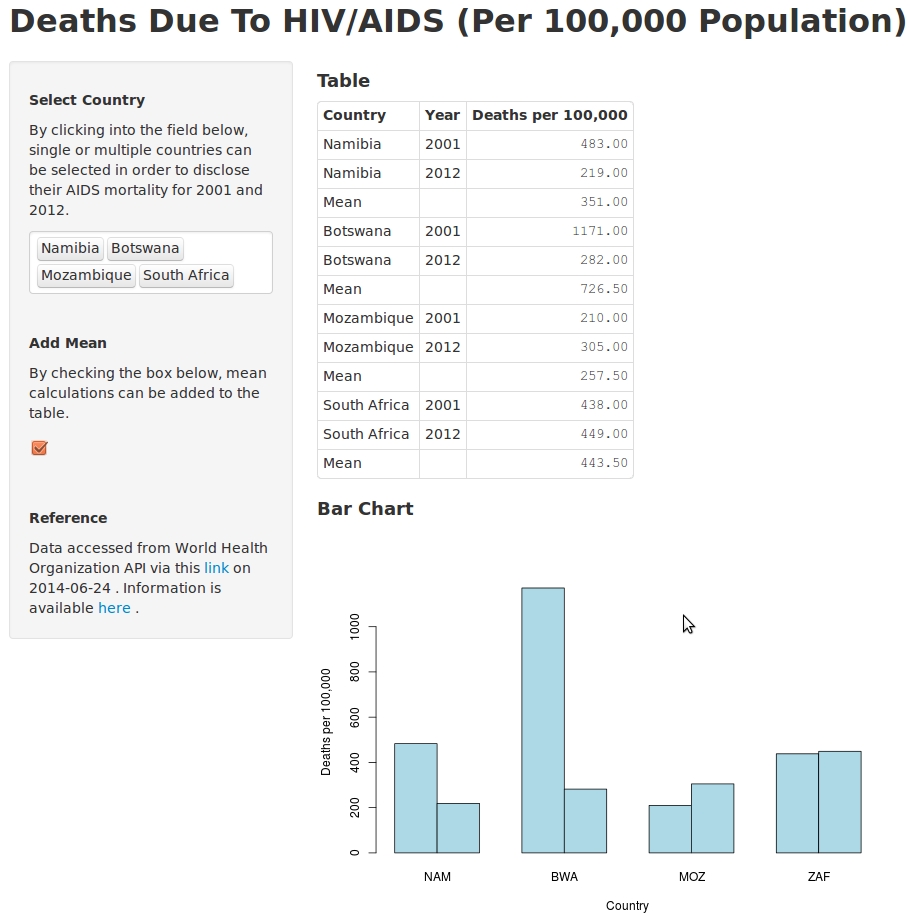 Deaths Due To HIV/AIDS (Per 100,000 Population)
Select Country
By clicking into the field below,
single or multiple countries can
be selected in order to disclose
their AIDS mortality for 2001 and
2012.
Namibia Botswana
Mozambique South Africa
Add Mean
By checking the box below, mean
calculations can be added to the
table.
Reference
Data accessed from World Health
Organization API via this link on
2014-06-24 . Information is
available here .
Table
Country Year Deaths per 100,000
Namibia 2001 483.00
Namibia 2012 219.00
Mean 351.00
Botswana 2001 1171.00
Botswana 2012 282.00
Mean 726.50
Mozambique 2001 210.00
Mozambique 2012 305.00
Mean 257.50
South Africa 2001 438.00
South Africa 2012 449.00
Mean 443.50
Bar Chart
Deaths per 100,000
1000
800
600
400
200
0
NAM BWA MOZ ZAF
Country